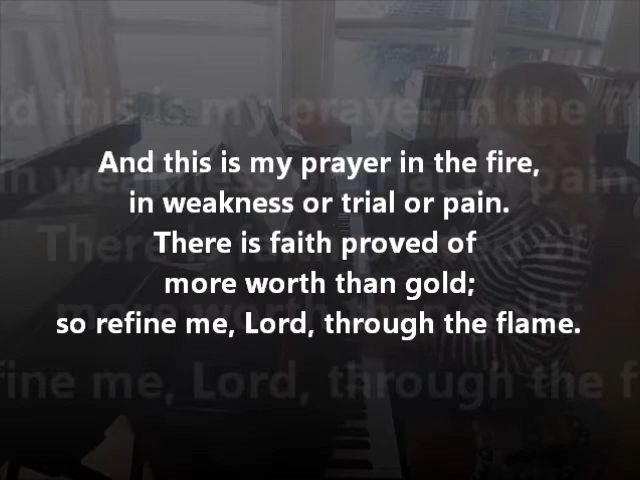 And this is my prayer in the fire,
in weakness or trial or pain.
There is faith proved of
more worth than gold;
so refine me, Lord, through the flame.